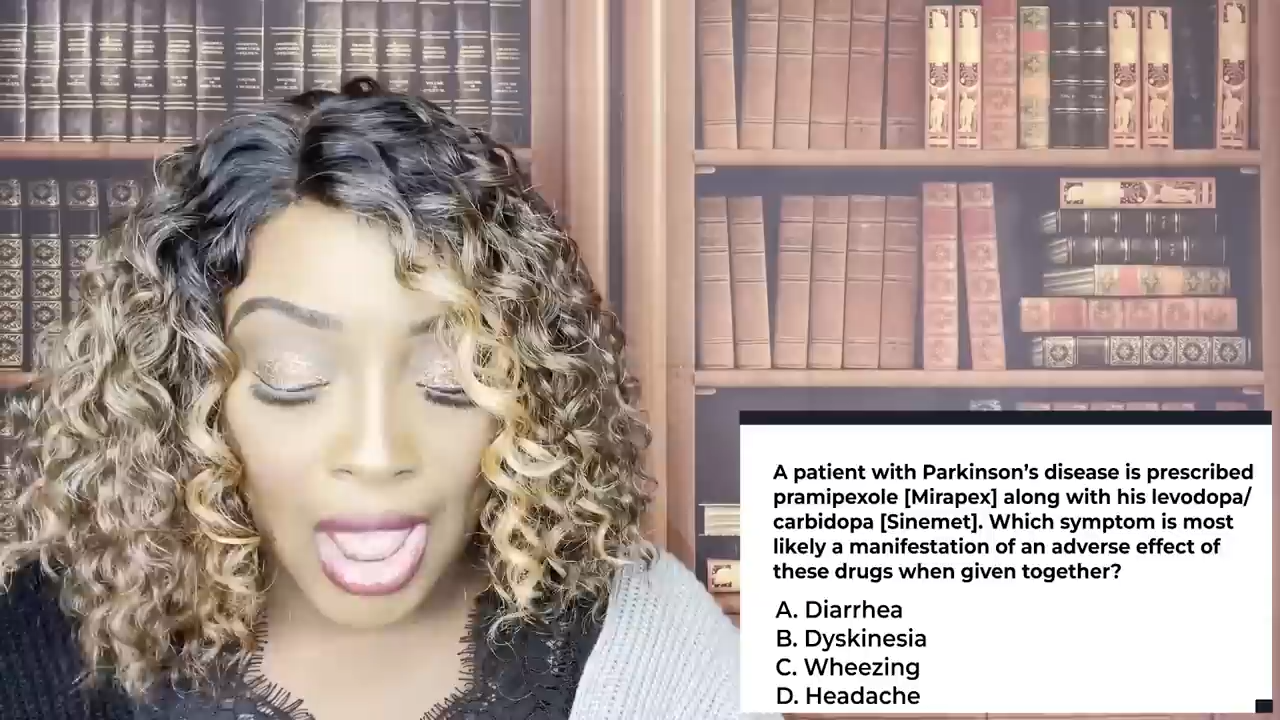 A patient with Parkinson’s disease is prescribed
pramipexole [Mirapex] along with his levodopa/
carbidopa [Sinemet]. Which symptom is most
likely a manifestation of an adverse effect of
these drugs when given together?
A. Diarrhea
B. Dyskinesia
C. Wheezing
D. Headache